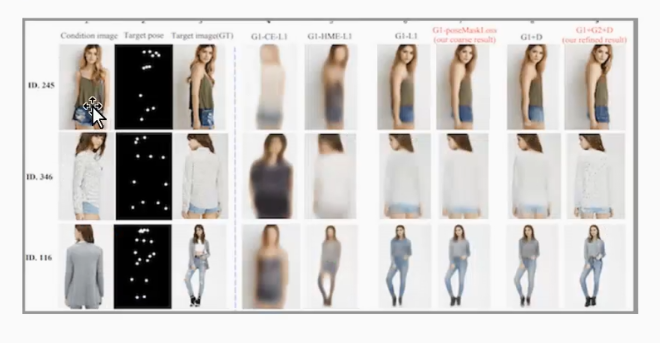 Condition image Target pose Target image(GT) G1-CE-L1 G1-HME-L1 G1-L1 G1-poseMaskLoss G1+D G1+G2+D
(our coarse result) (our refined result)
ID. 245
ID. 346
ID. 116